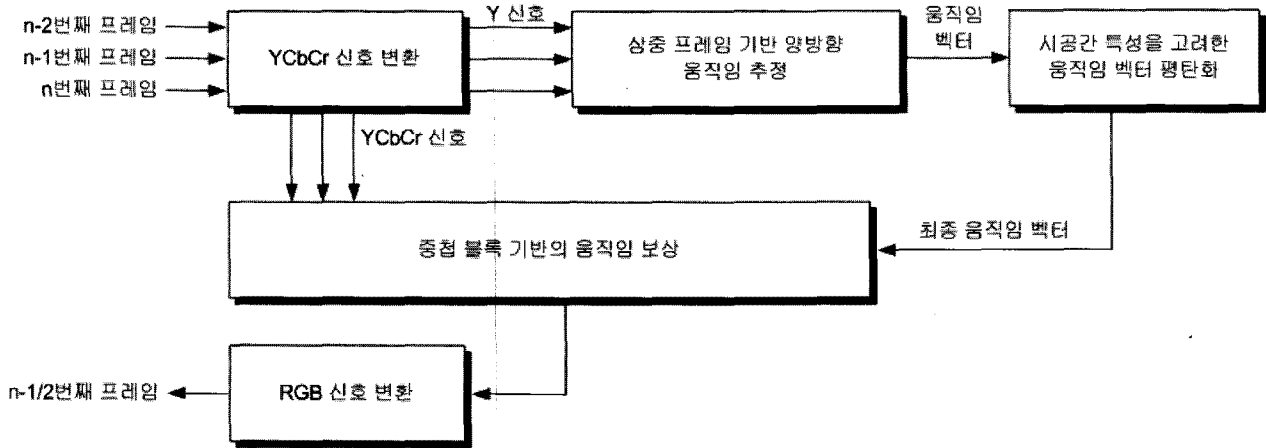 n-2번째 프레임
n-1번째 프레임
n번째 프레임
YCbCr 신호 변환
Y 신호
상중 프레임 기반 양방향
움직임 추정
움직임
벡터
시공간 특성을 고려한
움직임 벡터 평탄화
YCbCr 신호
중첩 블록 기반의 움직임 보상
최종 움직임 벡터
n-1/2번째 프레임
RGB 신호 변환